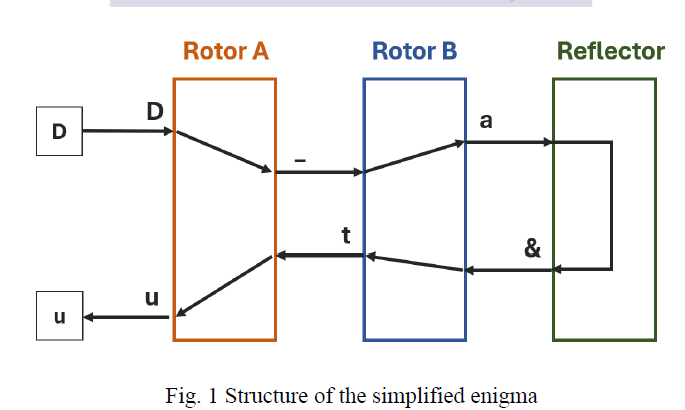 Rotor A Rotor B Reflector
D D a
–
t &
u u
Fig. 1 Structure of the simplified enigma